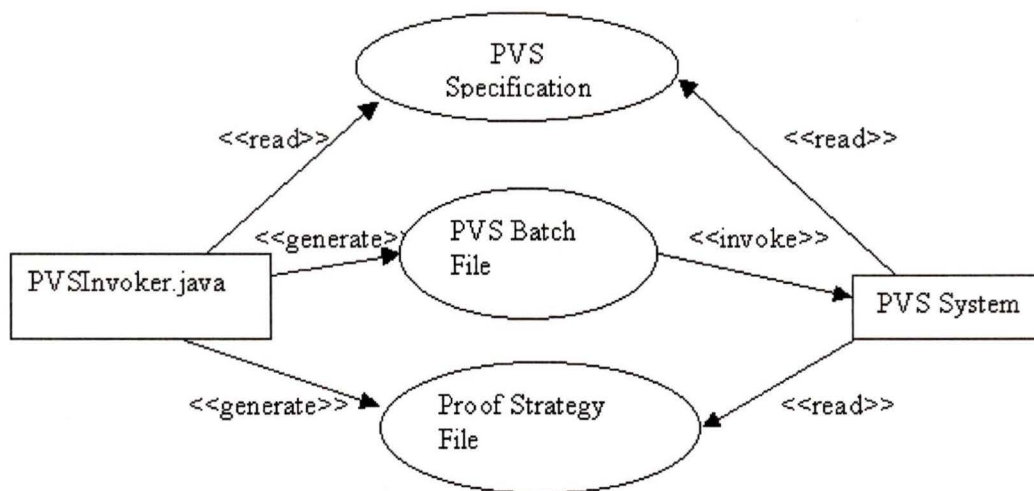 PVS
Specification
<<read>>
<<read>>
<<generate>>
PVS Batch
File
<<invoke>>
PVSInvoker.java
PVS System
<<generate>>
Proof Strategy
File
<<read>>